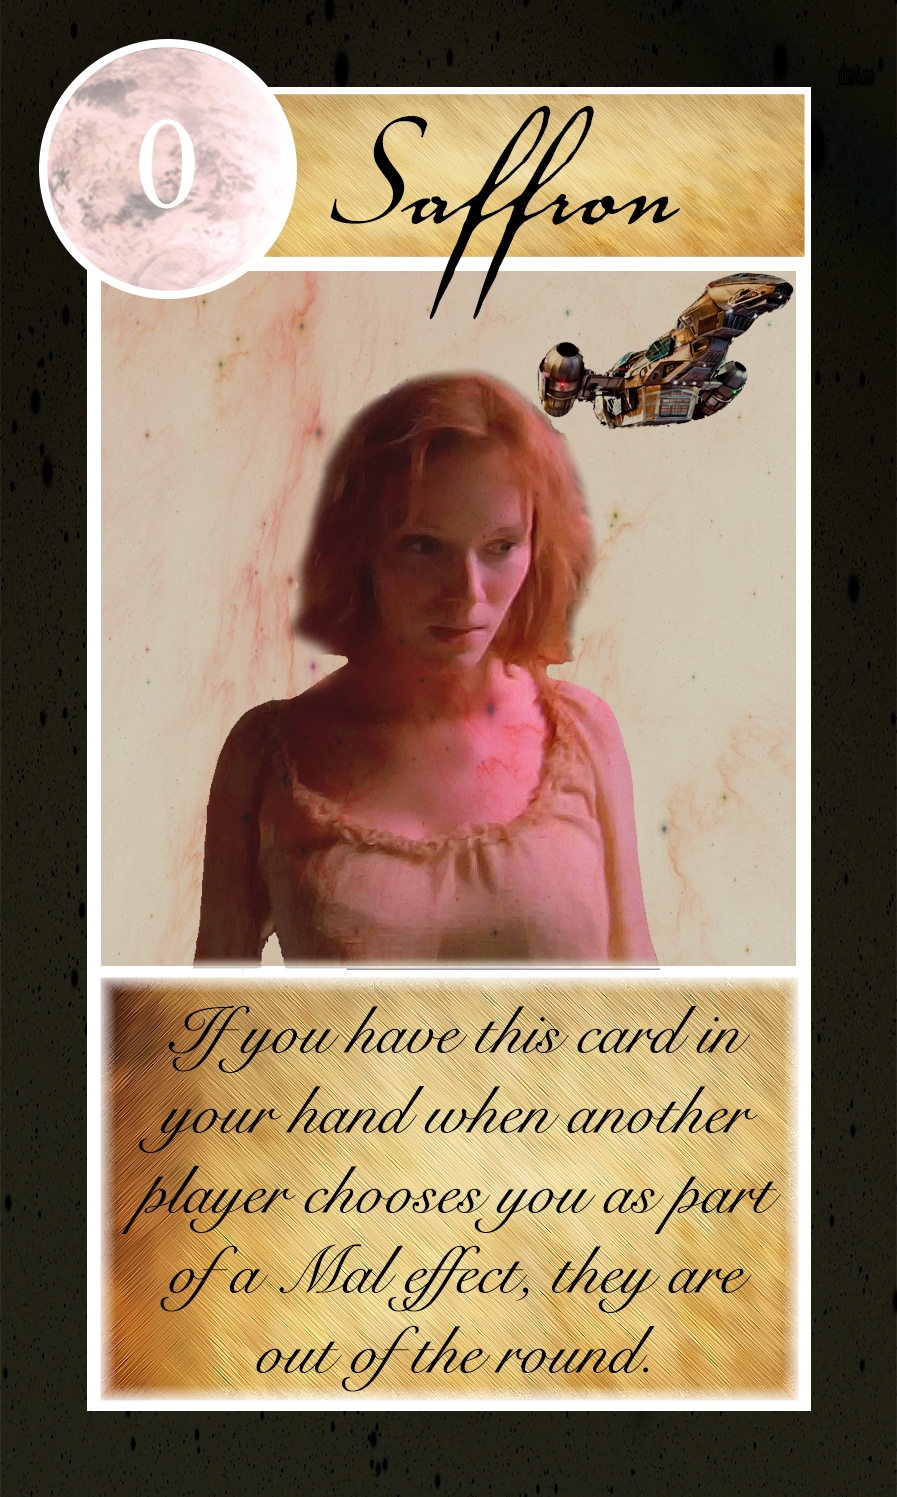 0
Saffron
If you have this card in
your hand when another
player chooses you as part
of a Mal effect, they are
out of the round.